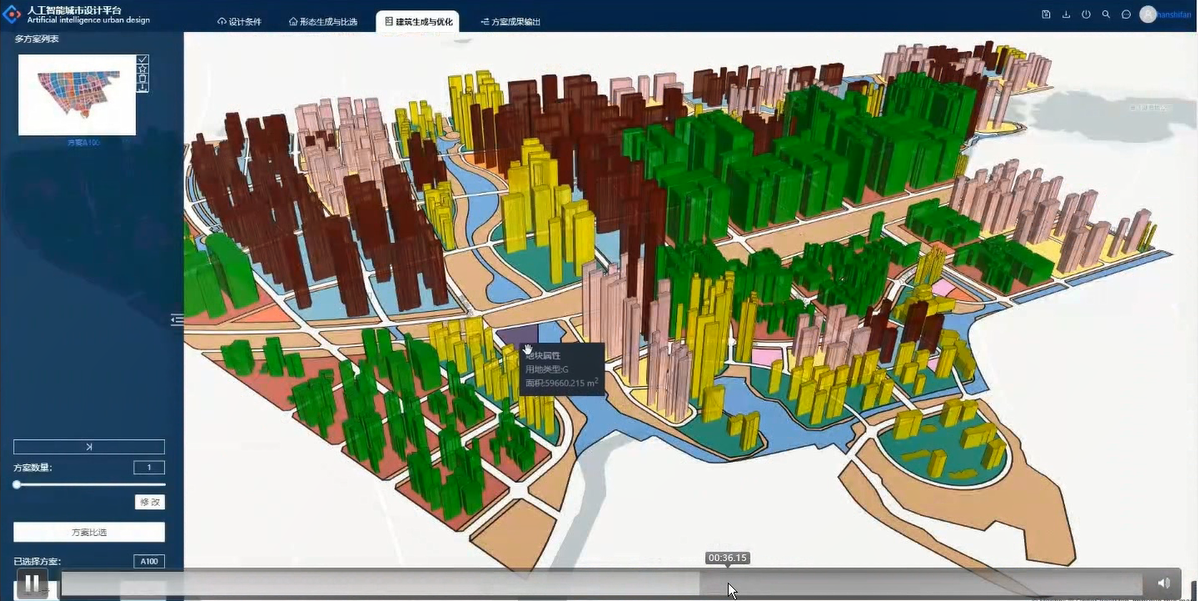 人工智能城市设计平台
Artificial intelligence urban design
设计条件
形态生成与比选
建筑生成与优化
方案成果输出
hanshifan
多方案列表
方案&100
地块属性
用地类型:G
面积:59660.215 m²
方案数量:
1
修 改
方案比选
已选择方案:
A100
00:36.15